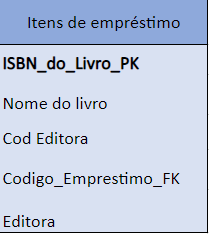 Itens de empréstimo
ISBN_do_Livro_PK
Nome do livro
Cod Editora
Codigo_Emprestimo_FK
Editora